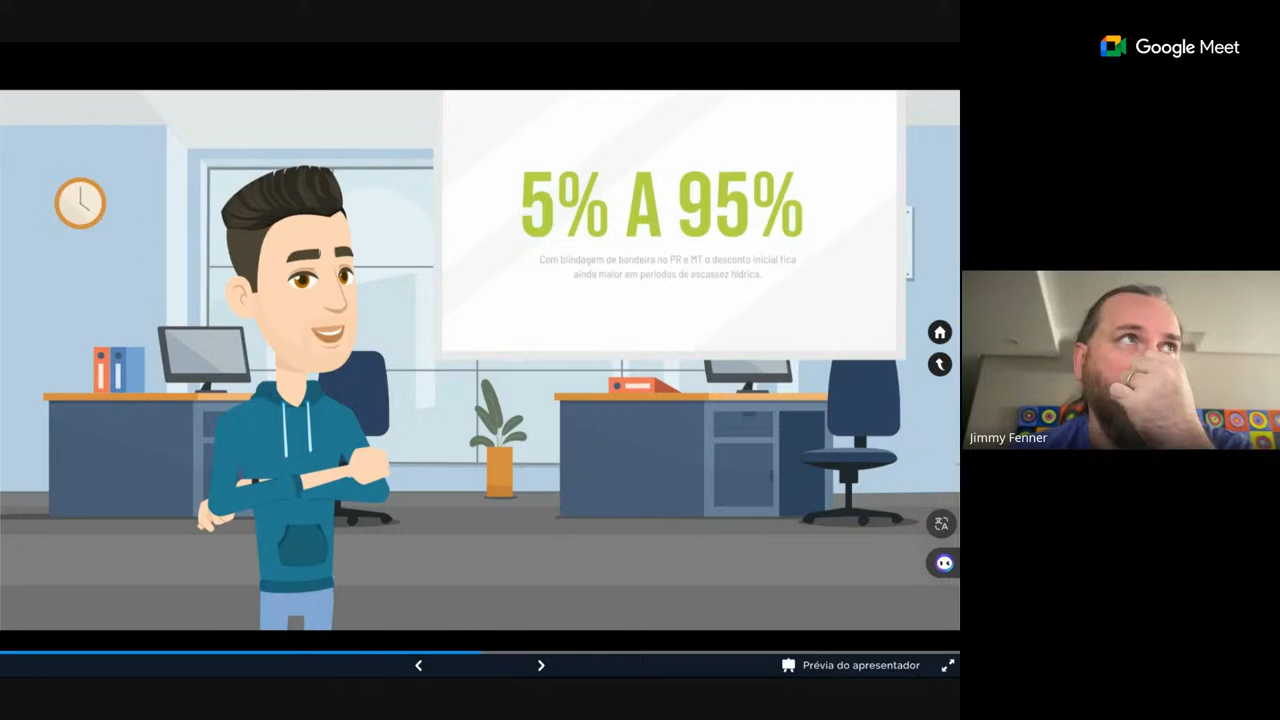 Google Meet
5% A 95%
Com blindagem de bandeira no PR e MT o desconto inicial fica
ainda maior em períodos de escassez hídrica.
Jimmy Fenner
Prévia do apresentador